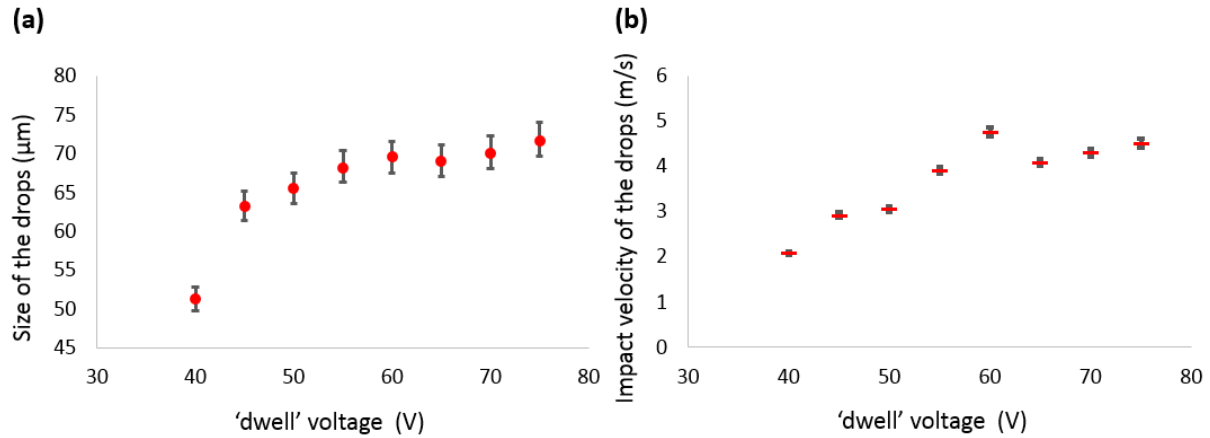 (a)
Size of the drops (µm)
80
75
70
65
60
55
50
45
30 40 50 60 70 80
‘dwell’ voltage (V)
(b)
Impact velocity of the drops (m/s)
6
5
4
3
2
1
0
30 40 50 60 70 80
‘dwell’ voltage (V)